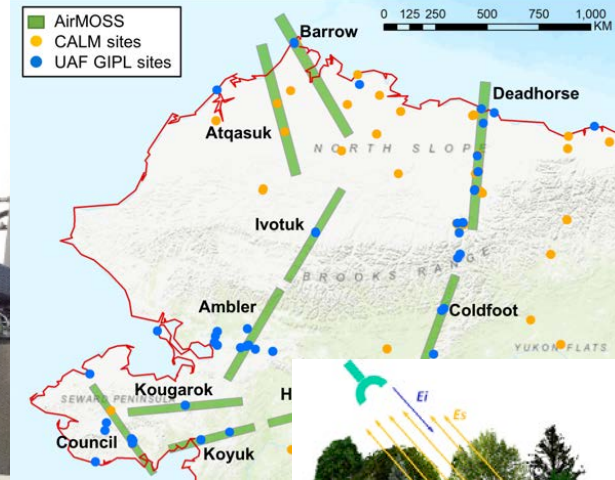 AirMOSS
CALM sites
UAF GIPL sites
0 125 250 500 750 1,000
KM
Barrow
Deadhorse
Atqasuk
NORTH SLOPE
Ivotuk
BROOKS RANGE
Ambler
Coldfoot
YUKON FLATS
Kougarok
H
SEWARD PENINSULA
Council
Koyuk
Ei
Es